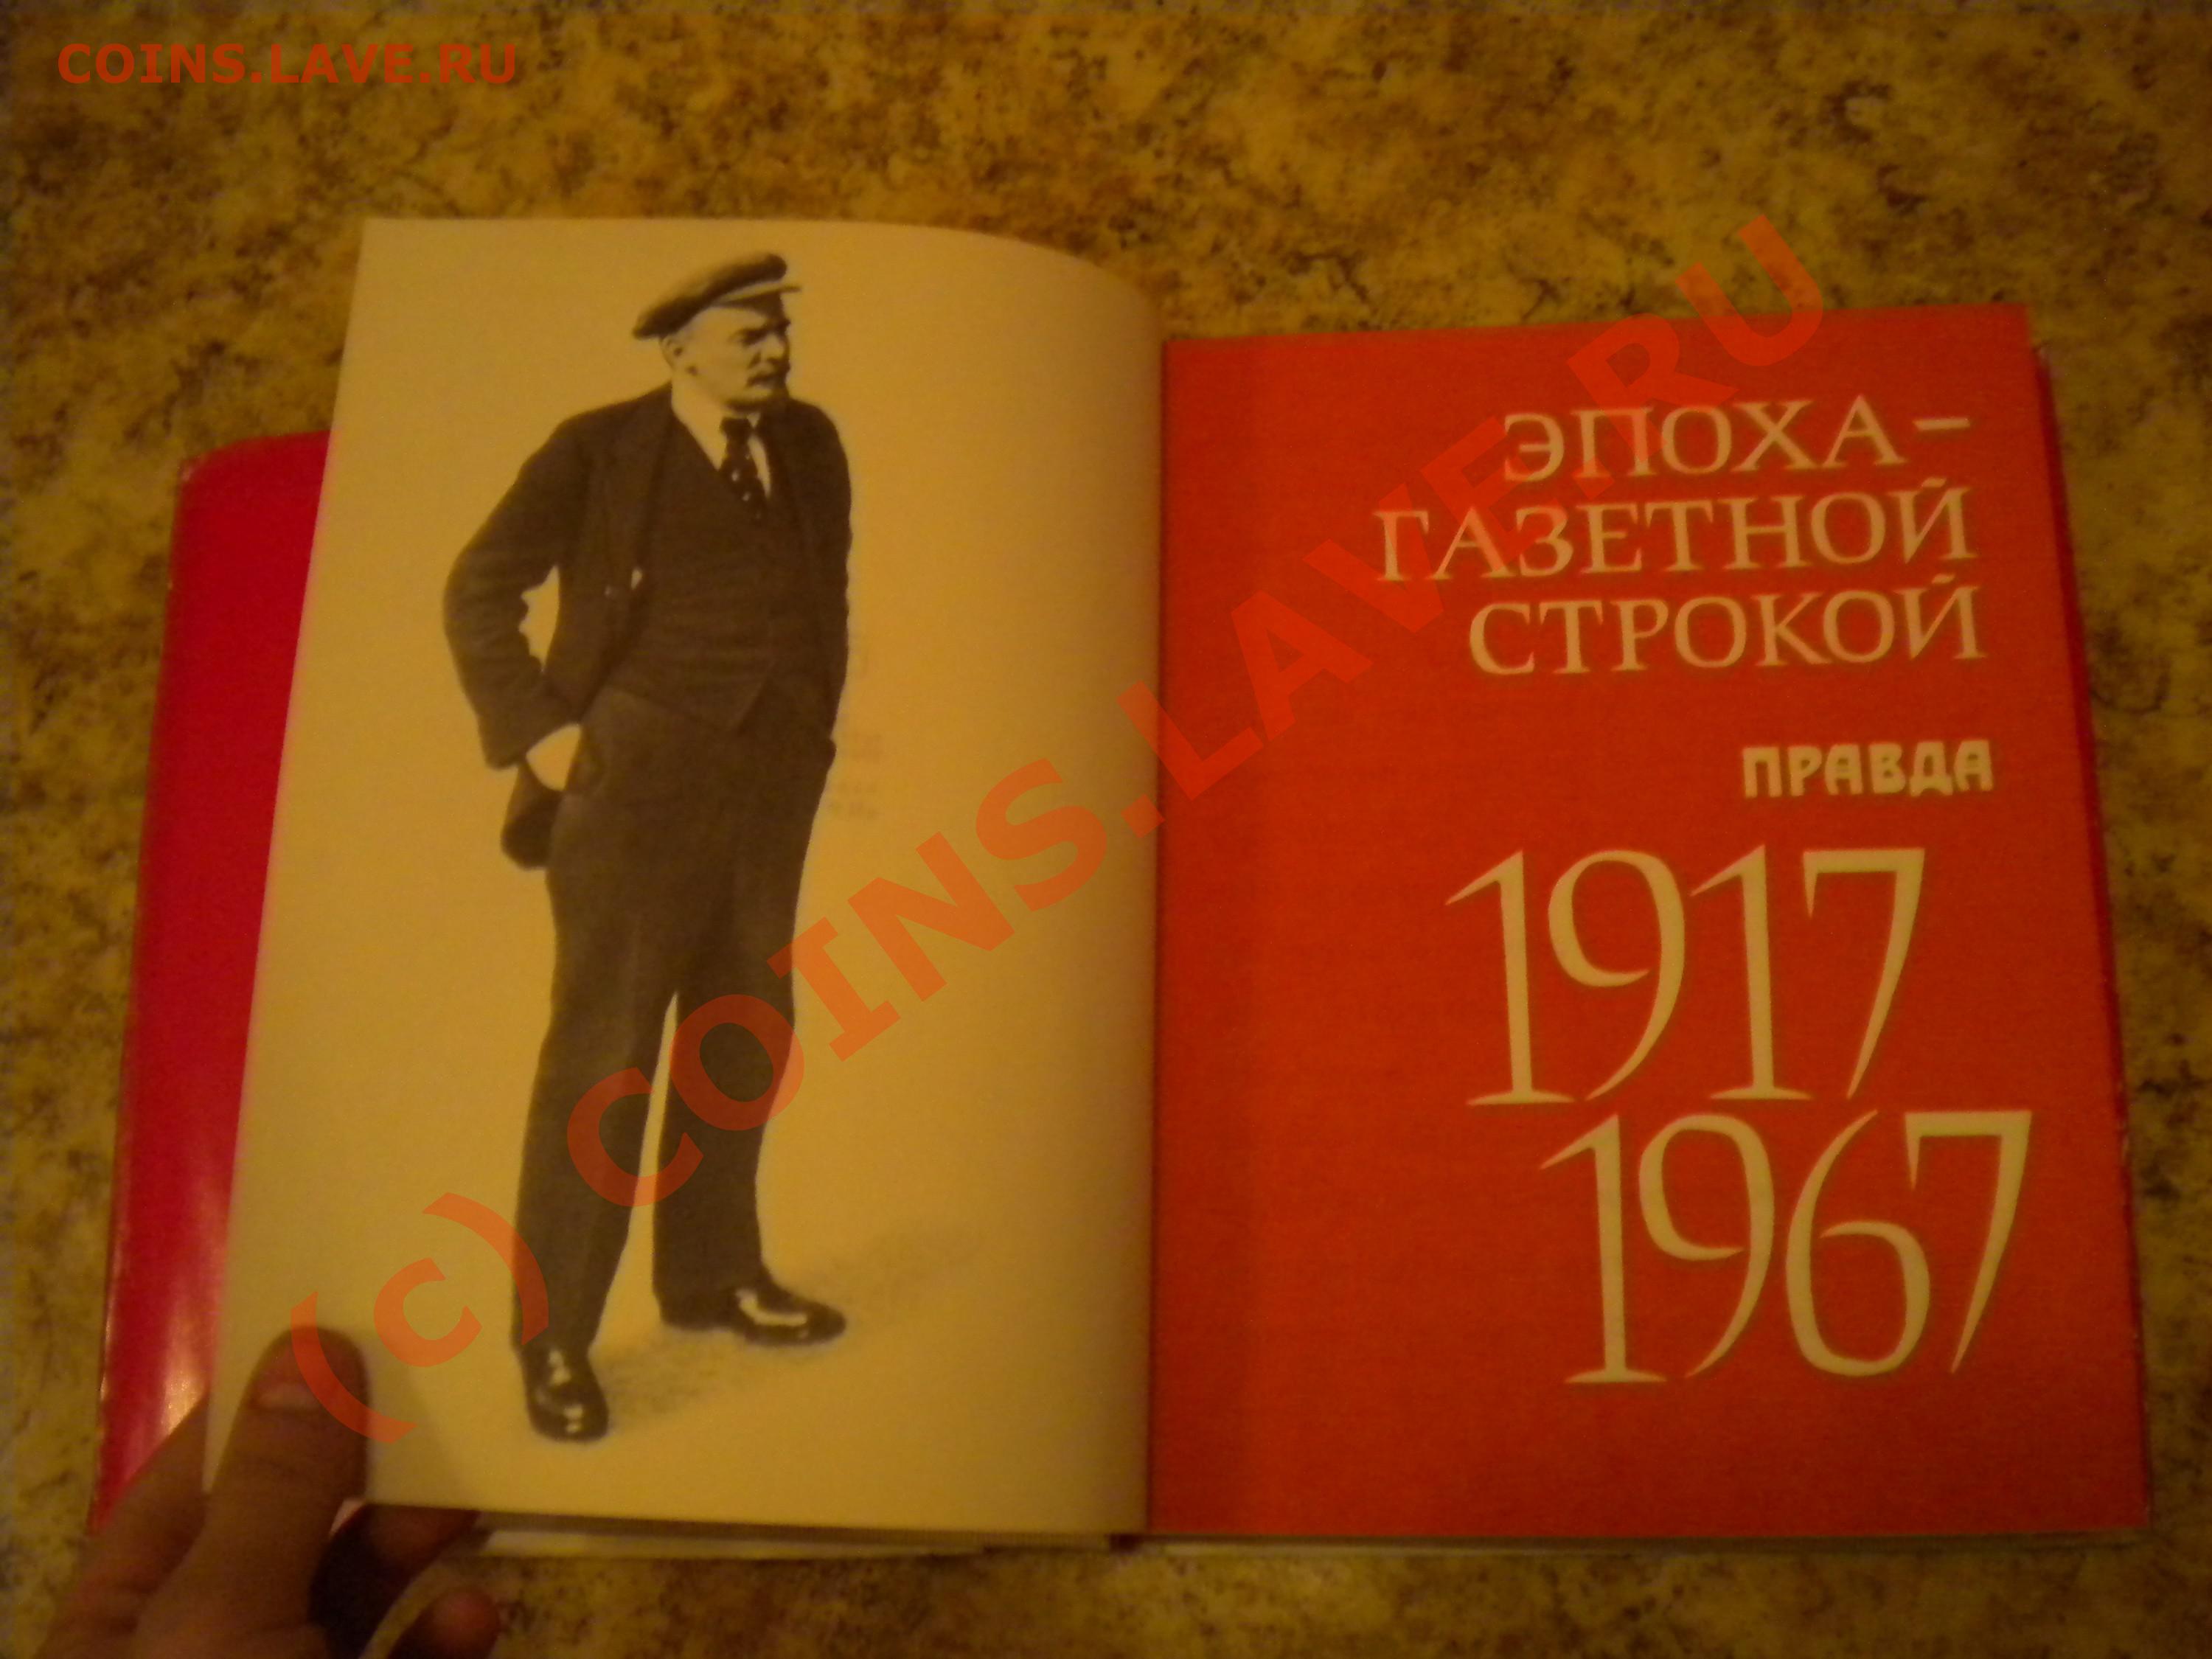 COINS.LAVE.RU
ЭПОХА–
ГАЗЕТНОЙ
СТРОКОЙ
ПРАВДА
1917
1967
(c) COINS.LAVE.RU